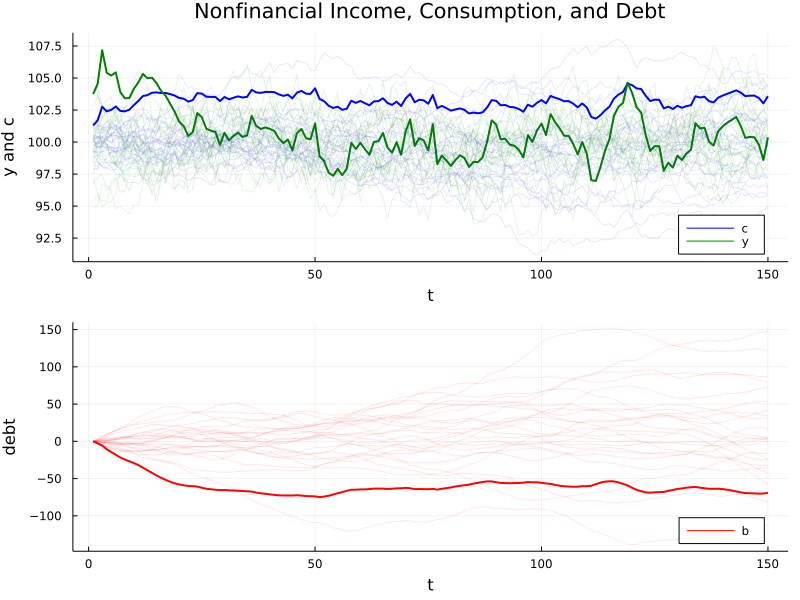 Nonfinancial Income, Consumption, and Debt
107.5
105.0
102.5
100.0
97.5
95.0
92.5
y and c
c
y
0 50 100 150
t
150
100
50
0
−50
−100
debt
b
0 50 100 150
t